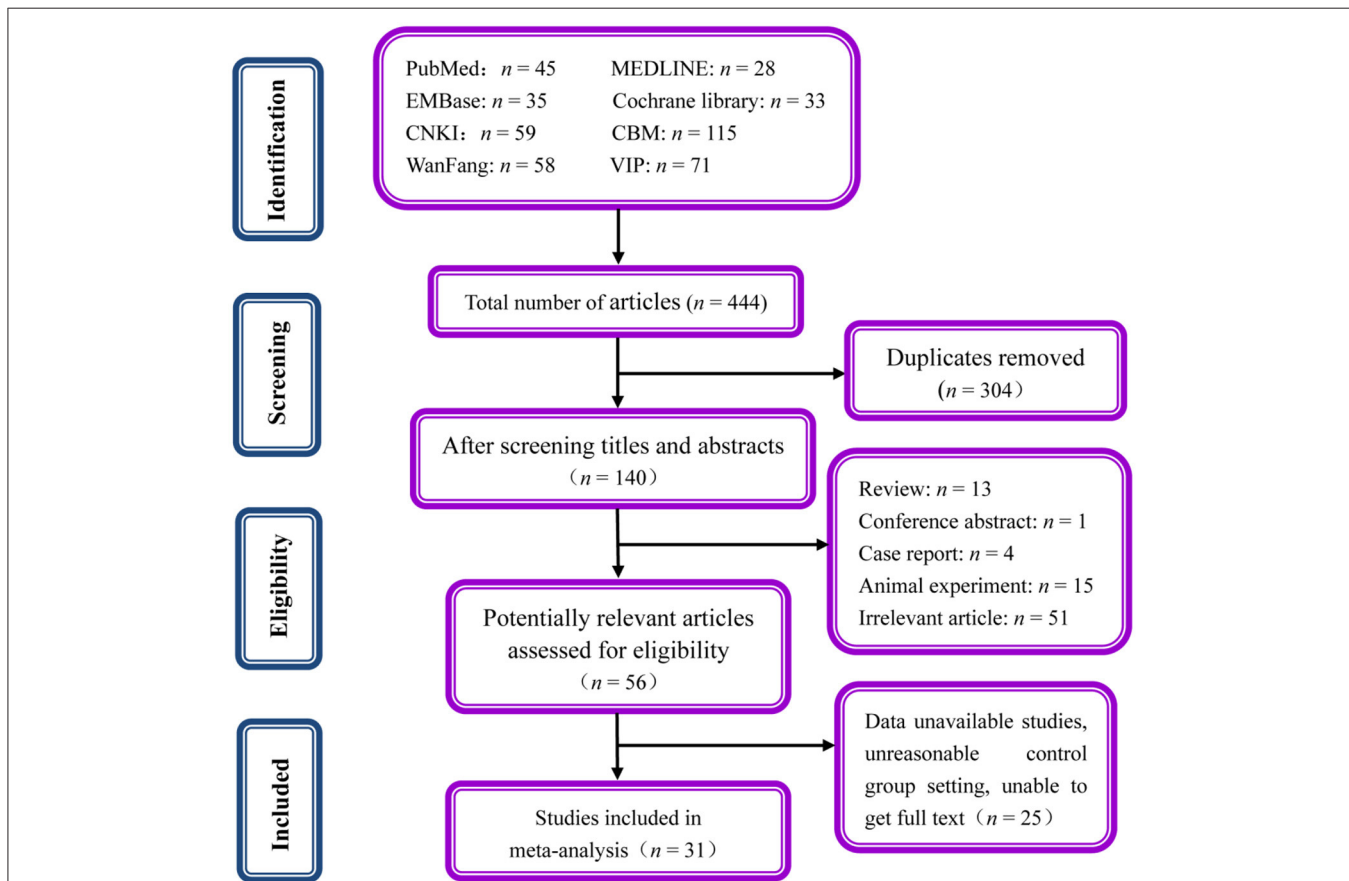 Identification
PubMed：n = 45
MEDLINE: n = 28
EMBase: n = 35
Cochrane library: n = 33
CNKI：n = 59
CBM: n = 115
WanFang: n = 58
VIP: n = 71
Screening
Total number of articles (n = 444)
Duplicates removed
(n = 304）
After screening titles and abstracts
（n = 140）
Eligibility
Review: n = 13
Conference abstract: n = 1
Case report: n = 4
Animal experiment: n = 15
Irrelevant article: n = 51
Potentially relevant articles
assessed for eligibility
（n = 56）
Included
Data unavailable studies,
unreasonable control
group setting, unable to
get full text（n = 25）
Studies included in
meta-analysis（n = 31）